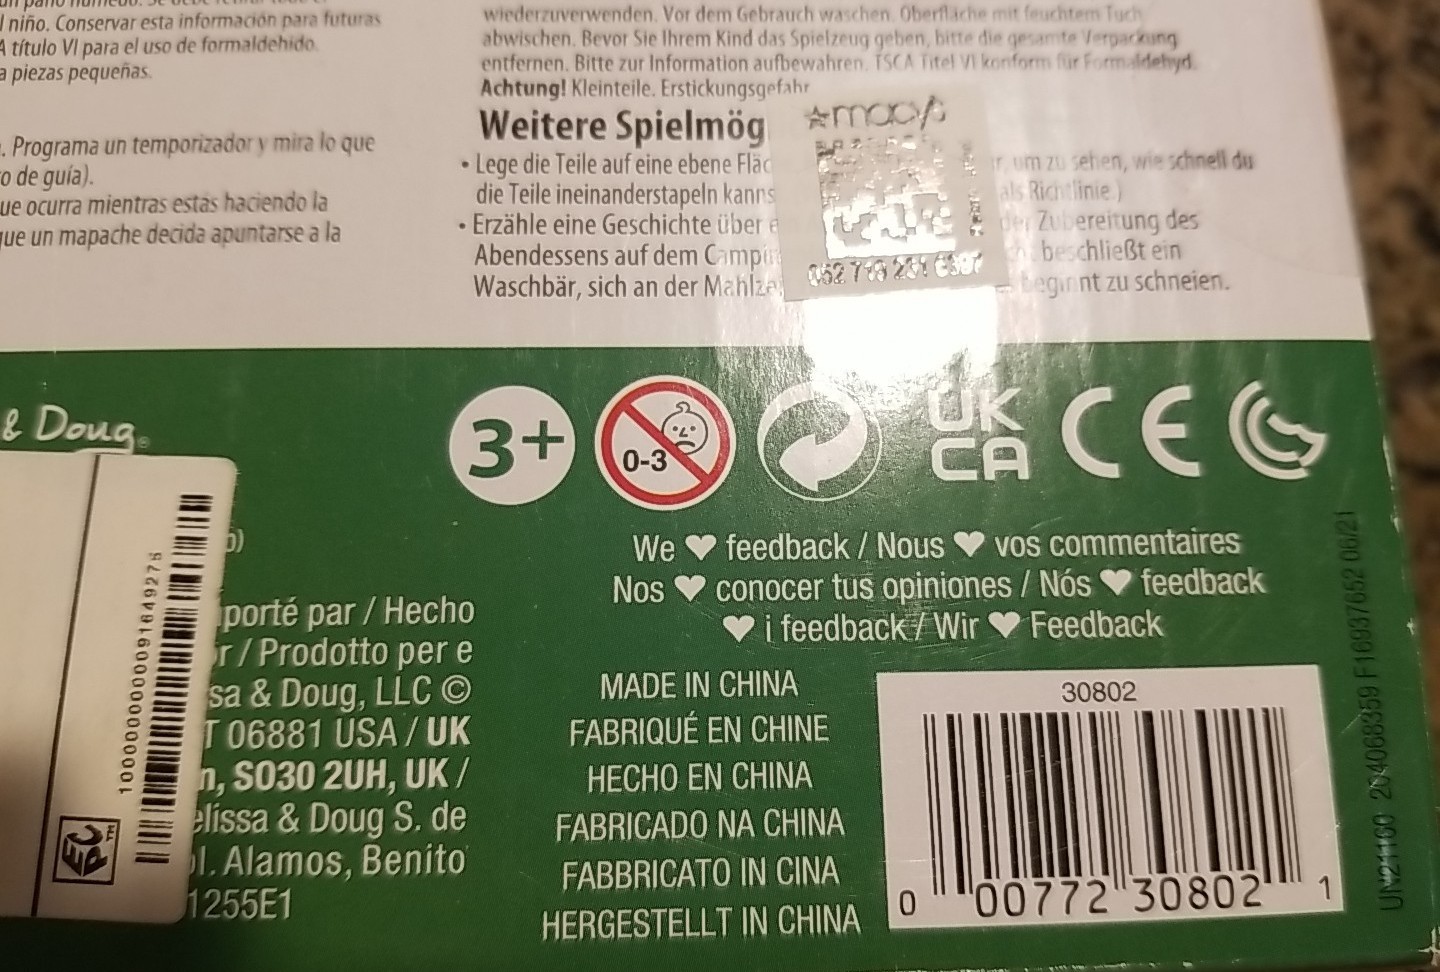 l niño. Conservar esta información para futuras
A título VI para el uso de formaldehido.
a piezas pequeñas.
. Programa un temporizador y mira lo que
o de guía).
ue ocurra mientras estás haciendo la
que un mapache decida apuntarse a la
wiederzuverwenden. Vor dem Gebrauch waschen. Oberfläche mit feuchtem Tuch
abwischen. Bevor Sie Ihrem Kind das Spielzeug geben, bitte die gesamte Verpackung
entfernen. Bitte zur Information aufbewahren. TSCA Titel VI konform für Formaldehyd.
Achtung! Kleinteile. Erstickungsgefahr
Weitere Spielmög
• Lege die Teile auf eine ebene Fläc r, um zu sehen, wie schnell du
die Teile ineinanderstapeln kanns als Richtlinie.)
• Erzähle eine Geschichte über e der Zubereitung des
Abendessens auf dem Campin beschließt ein
Waschbär, sich an der Mahlze beginnt zu schneien.
macy's
& Doug®
3+
0-3
UK
CA
CE
We ♥ feedback / Nous ♥ vos commentaires
Nos ♥ conocer tus opiniones / Nós ♥ feedback
♥ i feedback / Wir ♥ Feedback
porté par / Hecho
r / Prodotto per e
sa & Doug, LLC ©
T 06881 USA / UK
n, SO30 2UH, UK /
elissa & Doug S. de
ol. Alamos, Benito
1255E1
1000000000009164927S
EPC™
MADE IN CHINA
FABRIQUÉ EN CHINE
HECHO EN CHINA
FABRICADO NA CHINA
FABBRICATO IN CINA
HERGESTELLT IN CHINA
30802
0 00772 30802 1
UN21160 204068359 F16937652 06/21